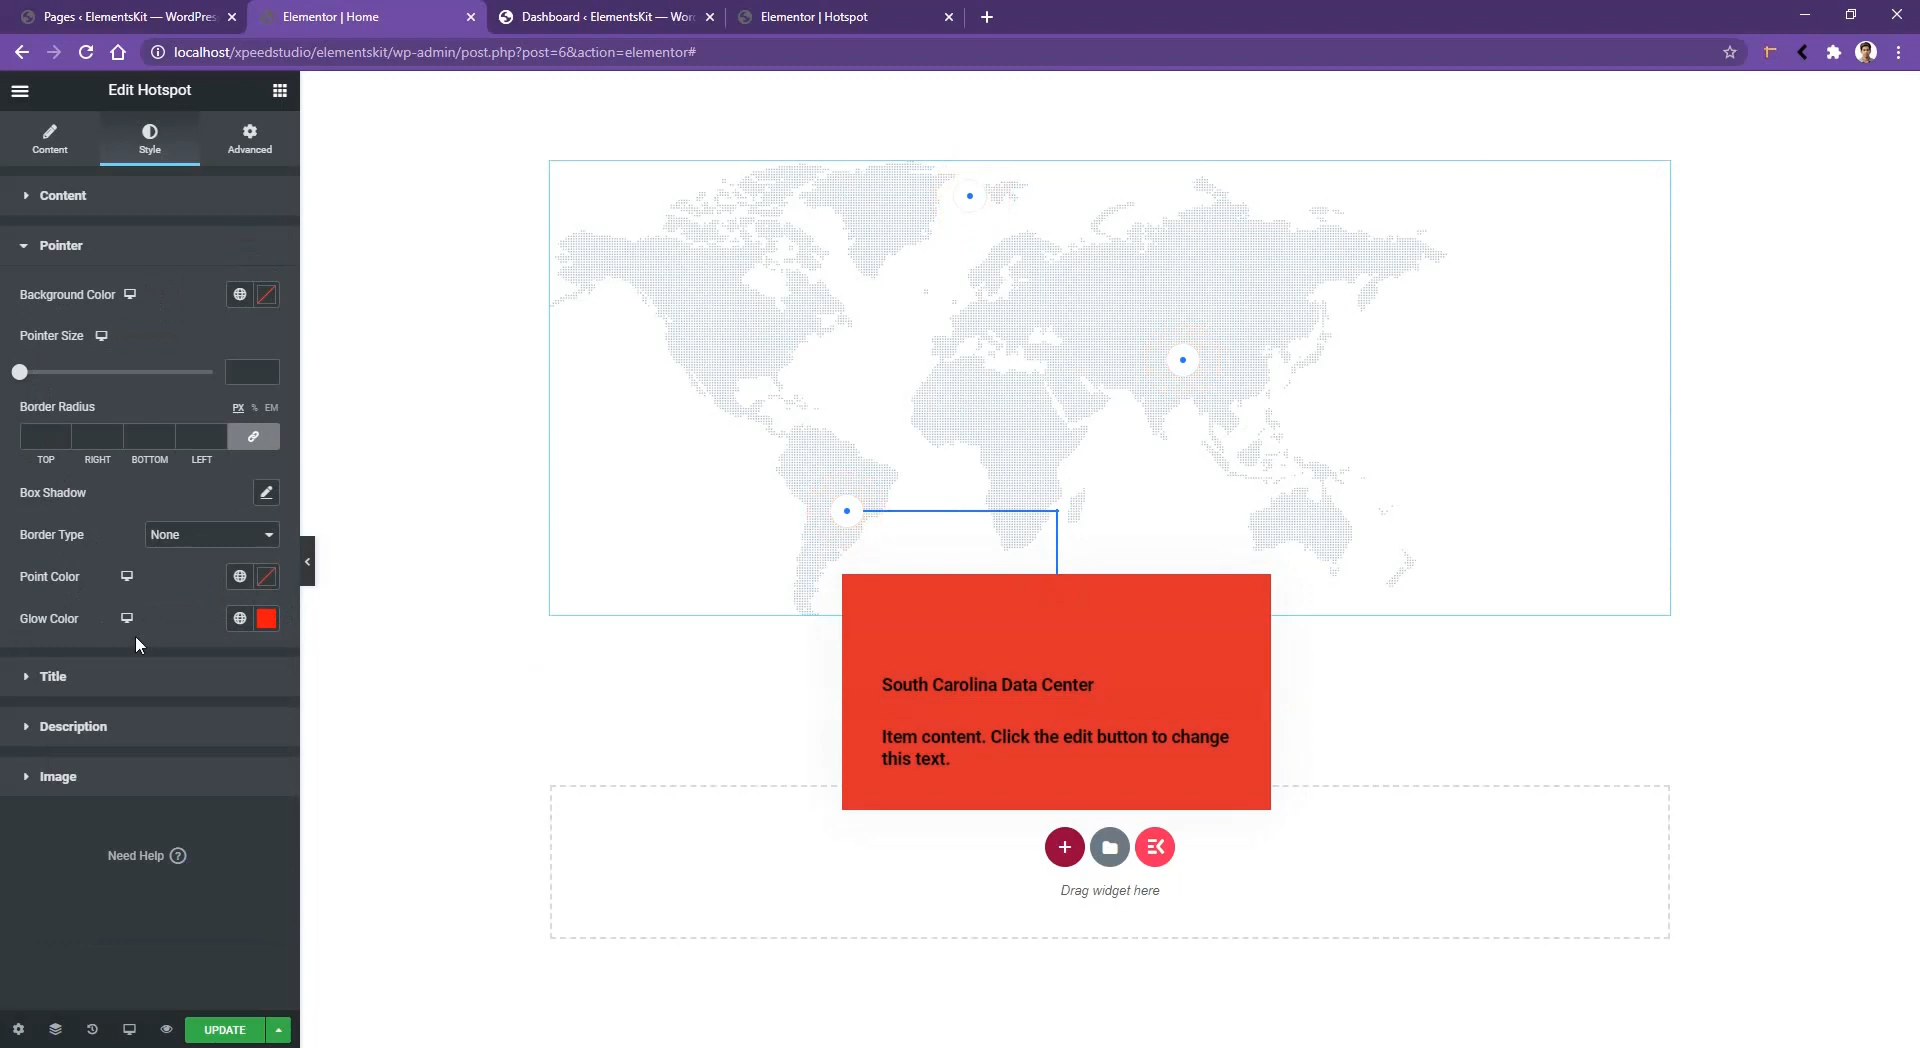 Pages ‹ ElementsKit — WordPres
Elementor | Home
Dashboard ‹ ElementsKit — Wor
Elementor | Hotspot
localhost/xpeedstudio/elementskit/wp-admin/post.php?post=6&action=elementor#
Edit Hotspot
Content
Style
Advanced
Content
Pointer
Background Color
Pointer Size
Border Radius
PX % EM
TOP RIGHT BOTTOM LEFT
Box Shadow
Border Type None
Point Color
Glow Color
Title
Description
Image
Need Help ?
UPDATE
South Carolina Data Center
Item content. Click the edit button to change
this text.
Drag widget here